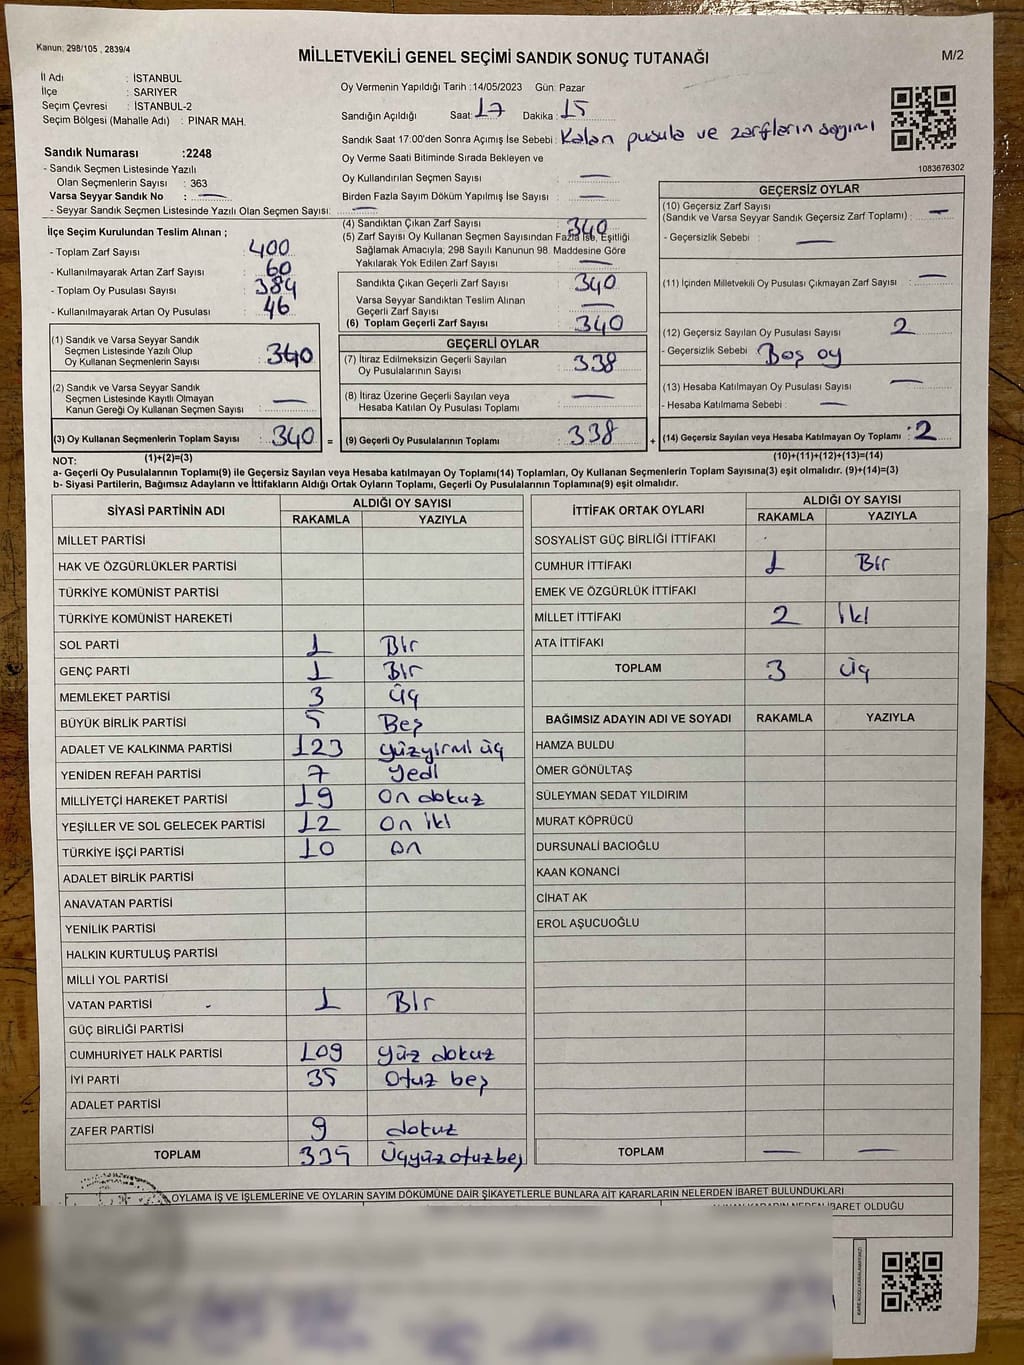 Kanun; 298/105 , 2839/4
MİLLETVEKİLİ GENEL SEÇİMİ SANDIK SONUÇ TUTANAĞI
M/2
İl Adı : İSTANBUL
İlçe : SARIYER
Seçim Çevresi : İSTANBUL-2
Seçim Bölgesi (Mahalle Adı) : PINAR MAH.
Oy Vermenin Yapıldığı Tarih :14/05/2023 Gün: Pazar
Sandığın Açıldığı Saat: 17 Dakika : 15
Sandık Saat 17:00'den Sonra Açımış İse Sebebi : Kalan pusula ve zarfların sayımı
Oy Verme Saati Bitiminde Sırada Bekleyen ve
Oy Kullandırılan Seçmen Sayısı : —
Birden Fazla Sayım Döküm Yapılmış İse Sayısı : —
1083676302
Sandık Numarası :2248
- Sandık Seçmen Listesinde Yazılı
Olan Seçmenlerin Sayısı : 363
Varsa Seyyar Sandık No : —
- Seyyar Sandık Seçmen Listesinde Yazılı Olan Seçmen Sayısı: —
İlçe Seçim Kurulundan Teslim Alınan ;
- Toplam Zarf Sayısı 400
- Kullanılmayarak Artan Zarf Sayısı : 60
- Toplam Oy Pusulası Sayısı : 384
- Kullanılmayarak Artan Oy Pusulası : 46
(1) Sandık ve Varsa Seyyar Sandık
Seçmen Listesinde Yazılı Olup
Oy Kullanan Seçmenlerin Sayısı : 340
(2) Sandık ve Varsa Seyyar Sandık
Seçmen Listesinde Kayıtlı Olmayan
Kanun Gereği Oy Kullanan Seçmen Sayısı : —
(3) Oy Kullanan Seçmenlerin Toplam Sayısı : 340 =
(4) Sandıktan Çıkan Zarf Sayısı : 340
(5) Zarf Sayısı Oy Kullanan Seçmen Sayısından Fazla İse, Eşitliği
Sağlamak Amacıyla, 298 Sayılı Kanunun 98. Maddesine Göre
Yakılarak Yok Edilen Zarf Sayısı : —
Sandıkta Çıkan Geçerli Zarf Sayısı : 340
Varsa Seyyar Sandıktan Teslim Alınan
Geçerli Zarf Sayısı : —
(6) Toplam Geçerli Zarf Sayısı : 340
GEÇERLİ OYLAR
(7) İtiraz Edilmeksizin Geçerli Sayılan
Oy Pusulalarının Sayısı : 338
(8) İtiraz Üzerine Geçerli Sayılan veya
Hesaba Katılan Oy Pusulası Toplamı : —
(9) Geçerli Oy Pusulalarının Toplamı : 338 +
GEÇERSİZ OYLAR
(10) Geçersiz Zarf Sayısı
(Sandık ve Varsa Seyyar Sandık Geçersiz Zarf Toplamı) : —
- Geçersizlik Sebebi : —
(11) İçinden Milletvekili Oy Pusulası Çıkmayan Zarf Sayısı : —
(12) Geçersiz Sayılan Oy Pusulası Sayısı : 2
- Geçersizlik Sebebi : Boş oy
(13) Hesaba Katılmayan Oy Pusulası Sayısı : —
- Hesaba Katılmama Sebebi : —
(14) Geçersiz Sayılan veya Hesaba Katılmayan Oy Toplamı : 2
NOT: (1)+(2)=(3) (10)+(11)+(12)+(13)=(14)
a- Geçerli Oy Pusulalarının Toplamı(9) ile Geçersiz Sayılan veya Hesaba katılmayan Oy Toplamı(14) Toplamları, Oy Kullanan Seçmenlerin Toplam Sayısına(3) eşit olmalıdır. (9)+(14)=(3)
b- Siyasi Partilerin, Bağımsız Adayların ve İttifakların Aldığı Ortak Oyların Toplamı, Geçerli Oy Pusulalarının Toplamına(9) eşit olmalıdır.
SİYASİ PARTİNİN ADI ALDIĞI OY SAYISI
RAKAMLA YAZIYLA
MİLLET PARTİSİ
HAK VE ÖZGÜRLÜKLER PARTİSİ
TÜRKİYE KOMÜNİST PARTİSİ
TÜRKİYE KOMÜNİST HAREKETİ
SOL PARTİ 1 Bir
GENÇ PARTİ 1 Bir
MEMLEKET PARTİSİ 3 Üç
BÜYÜK BİRLİK PARTİSİ 5 Beş
ADALET VE KALKINMA PARTİSİ 123 yüzyirmi üç
YENİDEN REFAH PARTİSİ 7 Yedi
MİLLİYETÇİ HAREKET PARTİSİ 19 On dokuz
YEŞİLLER VE SOL GELECEK PARTİSİ 12 On iki
TÜRKİYE İŞÇİ PARTİSİ 10 On
ADALET BİRLİK PARTİSİ
ANAVATAN PARTİSİ
YENİLİK PARTİSİ
HALKIN KURTULUŞ PARTİSİ
MİLLİ YOL PARTİSİ
VATAN PARTİSİ 1 Bir
GÜÇ BİRLİĞİ PARTİSİ
CUMHURİYET HALK PARTİSİ 109 yüz dokuz
İYİ PARTİ 35 Otuz beş
ADALET PARTİSİ
ZAFER PARTİSİ 9 dokuz
TOPLAM 335 Üçyüzotuzbeş
İTTİFAK ORTAK OYLARI ALDIĞI OY SAYISI
RAKAMLA YAZIYLA
SOSYALİST GÜÇ BİRLİĞİ İTTİFAKI
CUMHUR İTTİFAKI 1 Bir
EMEK VE ÖZGÜRLÜK İTTİFAKI
MİLLET İTTİFAKI 2 İki
ATA İTTİFAKI
TOPLAM 3 Üç
BAĞIMSIZ ADAYIN ADI VE SOYADI RAKAMLA YAZIYLA
HAMZA BULDU
ÖMER GÖNÜLTAŞ
SÜLEYMAN SEDAT YILDIRIM
MURAT KÖPRÜCÜ
DURSUNALİ BACIOĞLU
KAAN KONANCİ
CİHAT AK
EROL AŞUCUOĞLU
TOPLAM — —
OYLAMA İŞ VE İŞLEMLERİNE VE OYLARIN SAYIM DÖKÜMÜNE DAİR ŞİKAYETLERLE BUNLARA AİT KARARLARIN NELERDEN İBARET BULUNDUKLARI
ALINAN KARARIN NEDEN İBARET OLDUĞU